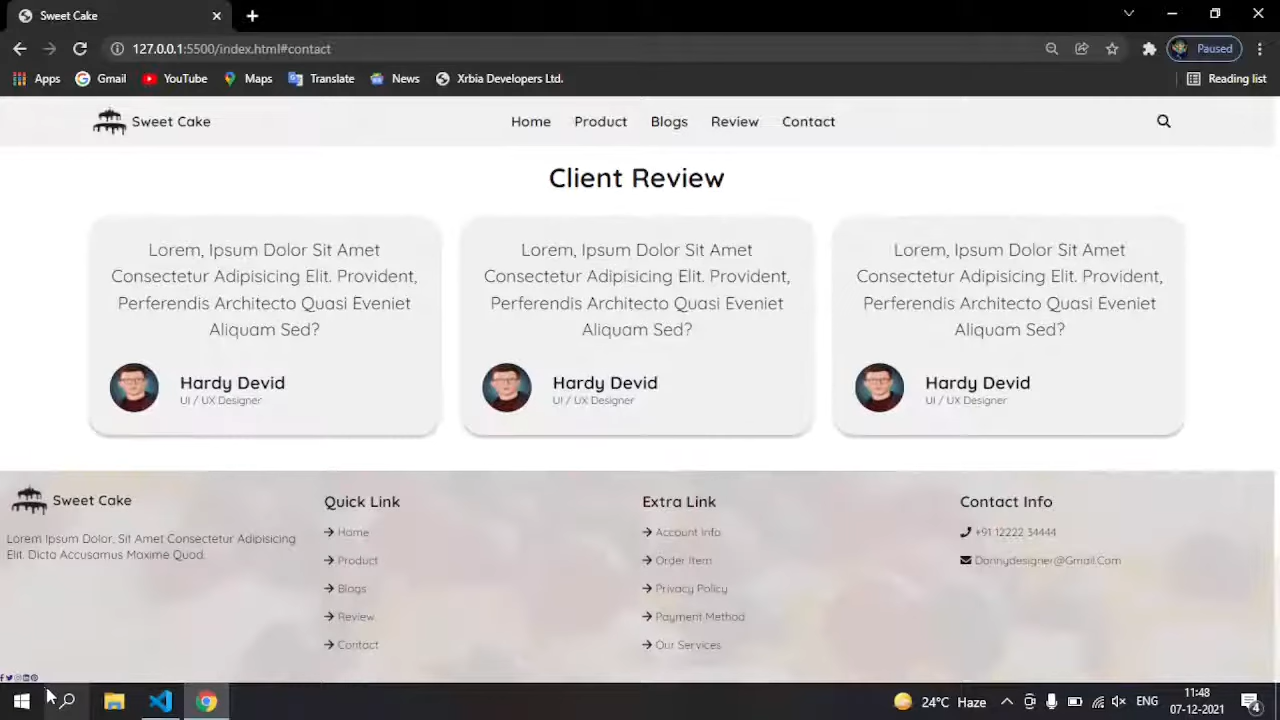 Sweet Cake
127.0.0.1:5500/index.html#contact
Paused
Apps
Gmail
YouTube
Maps
Translate
News
Xrbia Developers Ltd.
Reading list
Sweet Cake
Home
Product
Blogs
Review
Contact
Client Review
Lorem, Ipsum Dolor Sit Amet
Consectetur Adipisicing Elit. Provident,
Perferendis Architecto Quasi Eveniet
Aliquam Sed?
Hardy Devid
UI / UX Designer
Lorem, Ipsum Dolor Sit Amet
Consectetur Adipisicing Elit. Provident,
Perferendis Architecto Quasi Eveniet
Aliquam Sed?
Hardy Devid
UI / UX Designer
Lorem, Ipsum Dolor Sit Amet
Consectetur Adipisicing Elit. Provident,
Perferendis Architecto Quasi Eveniet
Aliquam Sed?
Hardy Devid
UI / UX Designer
Sweet Cake
Lorem Ipsum Dolor, Sit Amet Consectetur Adipisicing
Elit. Dicta Accusamus Maxime Quod.
Quick Link
Home
Product
Blogs
Review
Contact
Extra Link
Account Info
Order Item
Privacy Policy
Payment Method
Our Services
Contact Info
+91 12222 34444
Dannydesigner@Gmail.Com
24°C Haze
ENG
11:48
07-12-2021
4